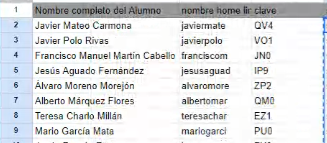 1 Nombre completo del Alumno nombre home lir clave
2 Javier Mateo Carmona javiermate QV4
3 Javier Polo Rivas javierpolo VO1
4 Francisco Manuel Martín Cabello franciscom JN0
5 Jesús Aguado Fernández jesusaguad IP9
6 Álvaro Moreno Morejón alvaromore ZP2
7 Alberto Márquez Flores albertomar QM0
8 Teresa Charlo Millán teresachar EZ1
9 Mario García Mata mariogarci PU0